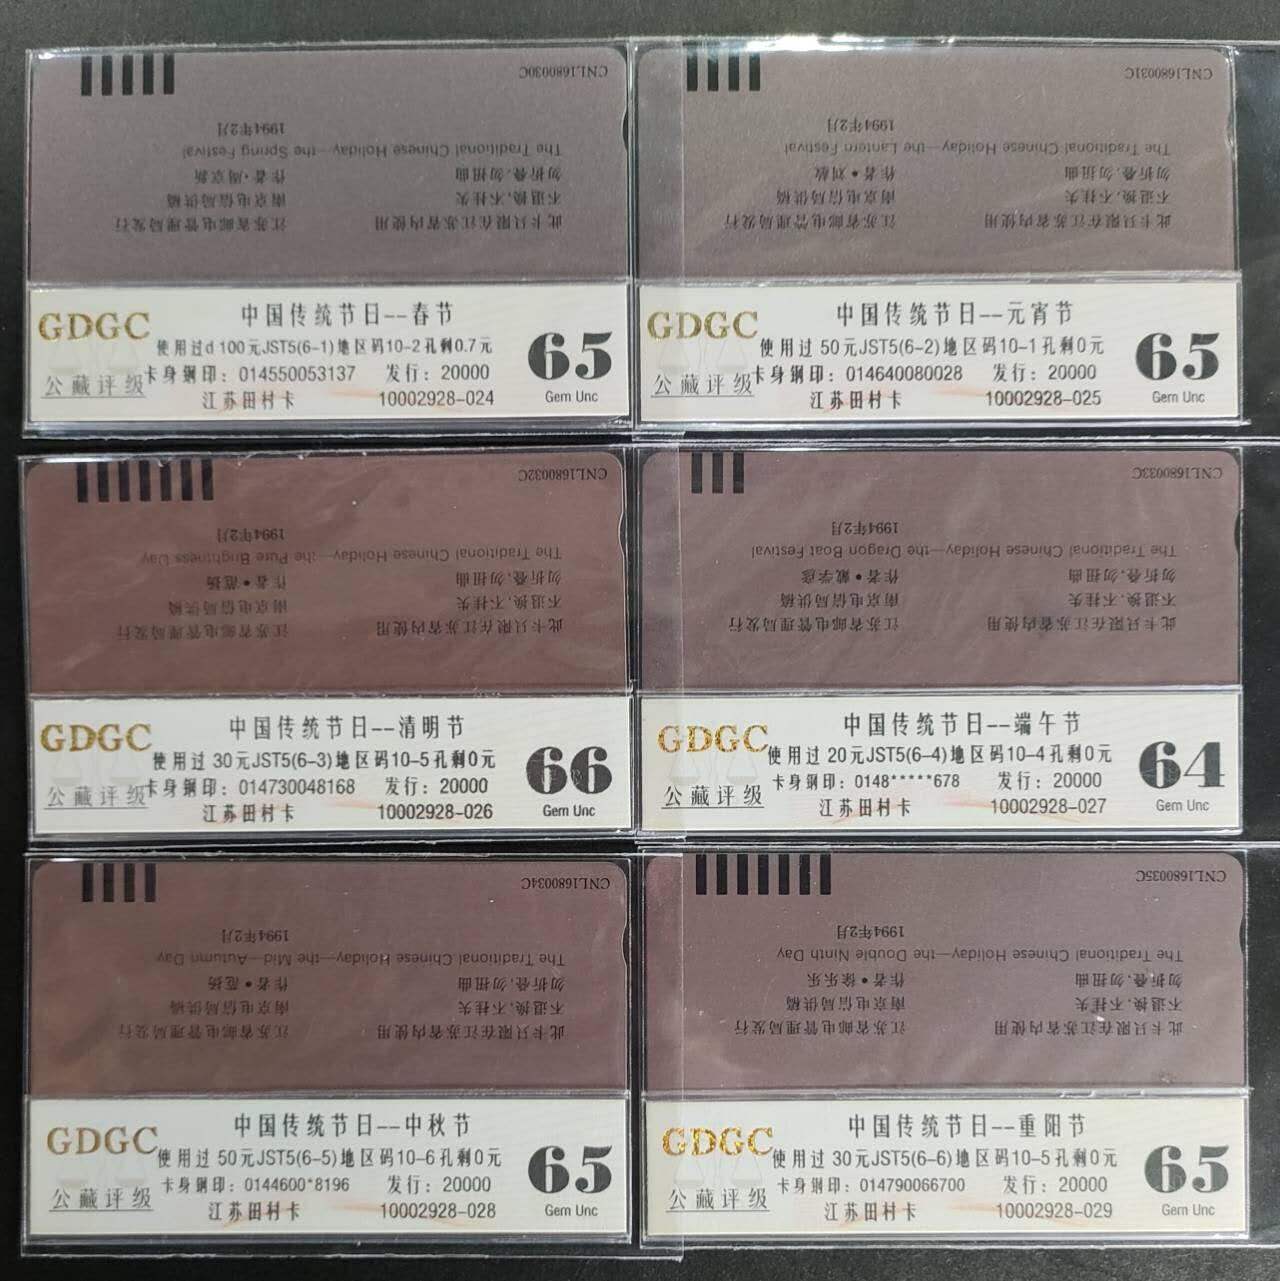 CNL1680030C
1994年2月
The Traditional Chinese Holiday—the Spring Festival
勿折叠,勿扭曲 作者·周京新
不退换,不挂失 南京电信局供稿
此卡只限在江苏省内使用 江苏省邮电管理局发行
GDGC
公藏评级
中国传统节日--春节
使用过d 100元JST5(6-1)地区码10-2孔剩0.7元
卡身钢印：014550053137 发行：20000
江苏田村卡 10002928-024
65
Gem Unc
CNL1680031C
1994年2月
The Traditional Chinese Holiday—the Lantern Festival
勿折叠,勿扭曲 作者•刘敖
不退换,不挂失 南京电信局供稿
此卡只限在江苏省内使用 江苏省邮电管理局发行
GDGC
公藏评级
中国传统节日--元宵节
使用过 50元JST5(6-2)地区码10-1孔剩0元
卡身钢印：014640080028 发行：20000
江苏田村卡 10002928-025
65
Gem Unc
CNL1680032C
1994年2月
The Traditional Chinese Holiday—the Pure Brightness Day
勿折叠,勿扭曲 作者•范扬
不退换,不挂失 南京电信局供稿
此卡只限在江苏省内使用 江苏省邮电管理局发行
GDGC
公藏评级
中国传统节日--清明节
使用过 30元JST5(6-3)地区码10-5孔剩0元
卡身钢印：014730048168 发行：20000
江苏田村卡 10002928-026
66
Gem Unc
CNL1680033C
1994年2月
The Traditional Chinese Holiday—the Dragon Boat Festival
勿折叠,勿扭曲 作者•戴学彦
不退换,不挂失 南京电信局供稿
此卡只限在江苏省内使用 江苏省邮电管理局发行
GDGC
公藏评级
中国传统节日--端午节
使用过 20元JST5(6-4)地区码10-4孔剩0元
卡身钢印：0148*****678 发行：20000
江苏田村卡 10002928-027
64
Gem Unc
CNL1680034C
1994年2月
The Traditional Chinese Holiday—the Mid—Autumn Day
勿折叠,勿扭曲 作者•范扬
不退换,不挂失 南京电信局供稿
此卡只限在江苏省内使用 江苏省邮电管理局发行
GDGC
公藏评级
中国传统节日--中秋节
使用过 50元JST5(6-5)地区码10-6孔剩0元
卡身钢印：0144600*8196 发行：20000
江苏田村卡 10002928-028
65
Gem Unc
CNL1680035C
1994年2月
The Traditional Chinese Holiday—the Double Ninth Day
勿折叠,勿扭曲 作者•徐乐乐
不退换,不挂失 南京电信局供稿
此卡只限在江苏省内使用 江苏省邮电管理局发行
GDGC
公藏评级
中国传统节日--重阳节
使用过 30元JST5(6-6)地区码10-5孔剩0元
卡身钢印：014790066700 发行：20000
江苏田村卡 10002928-029
65
Gem Unc